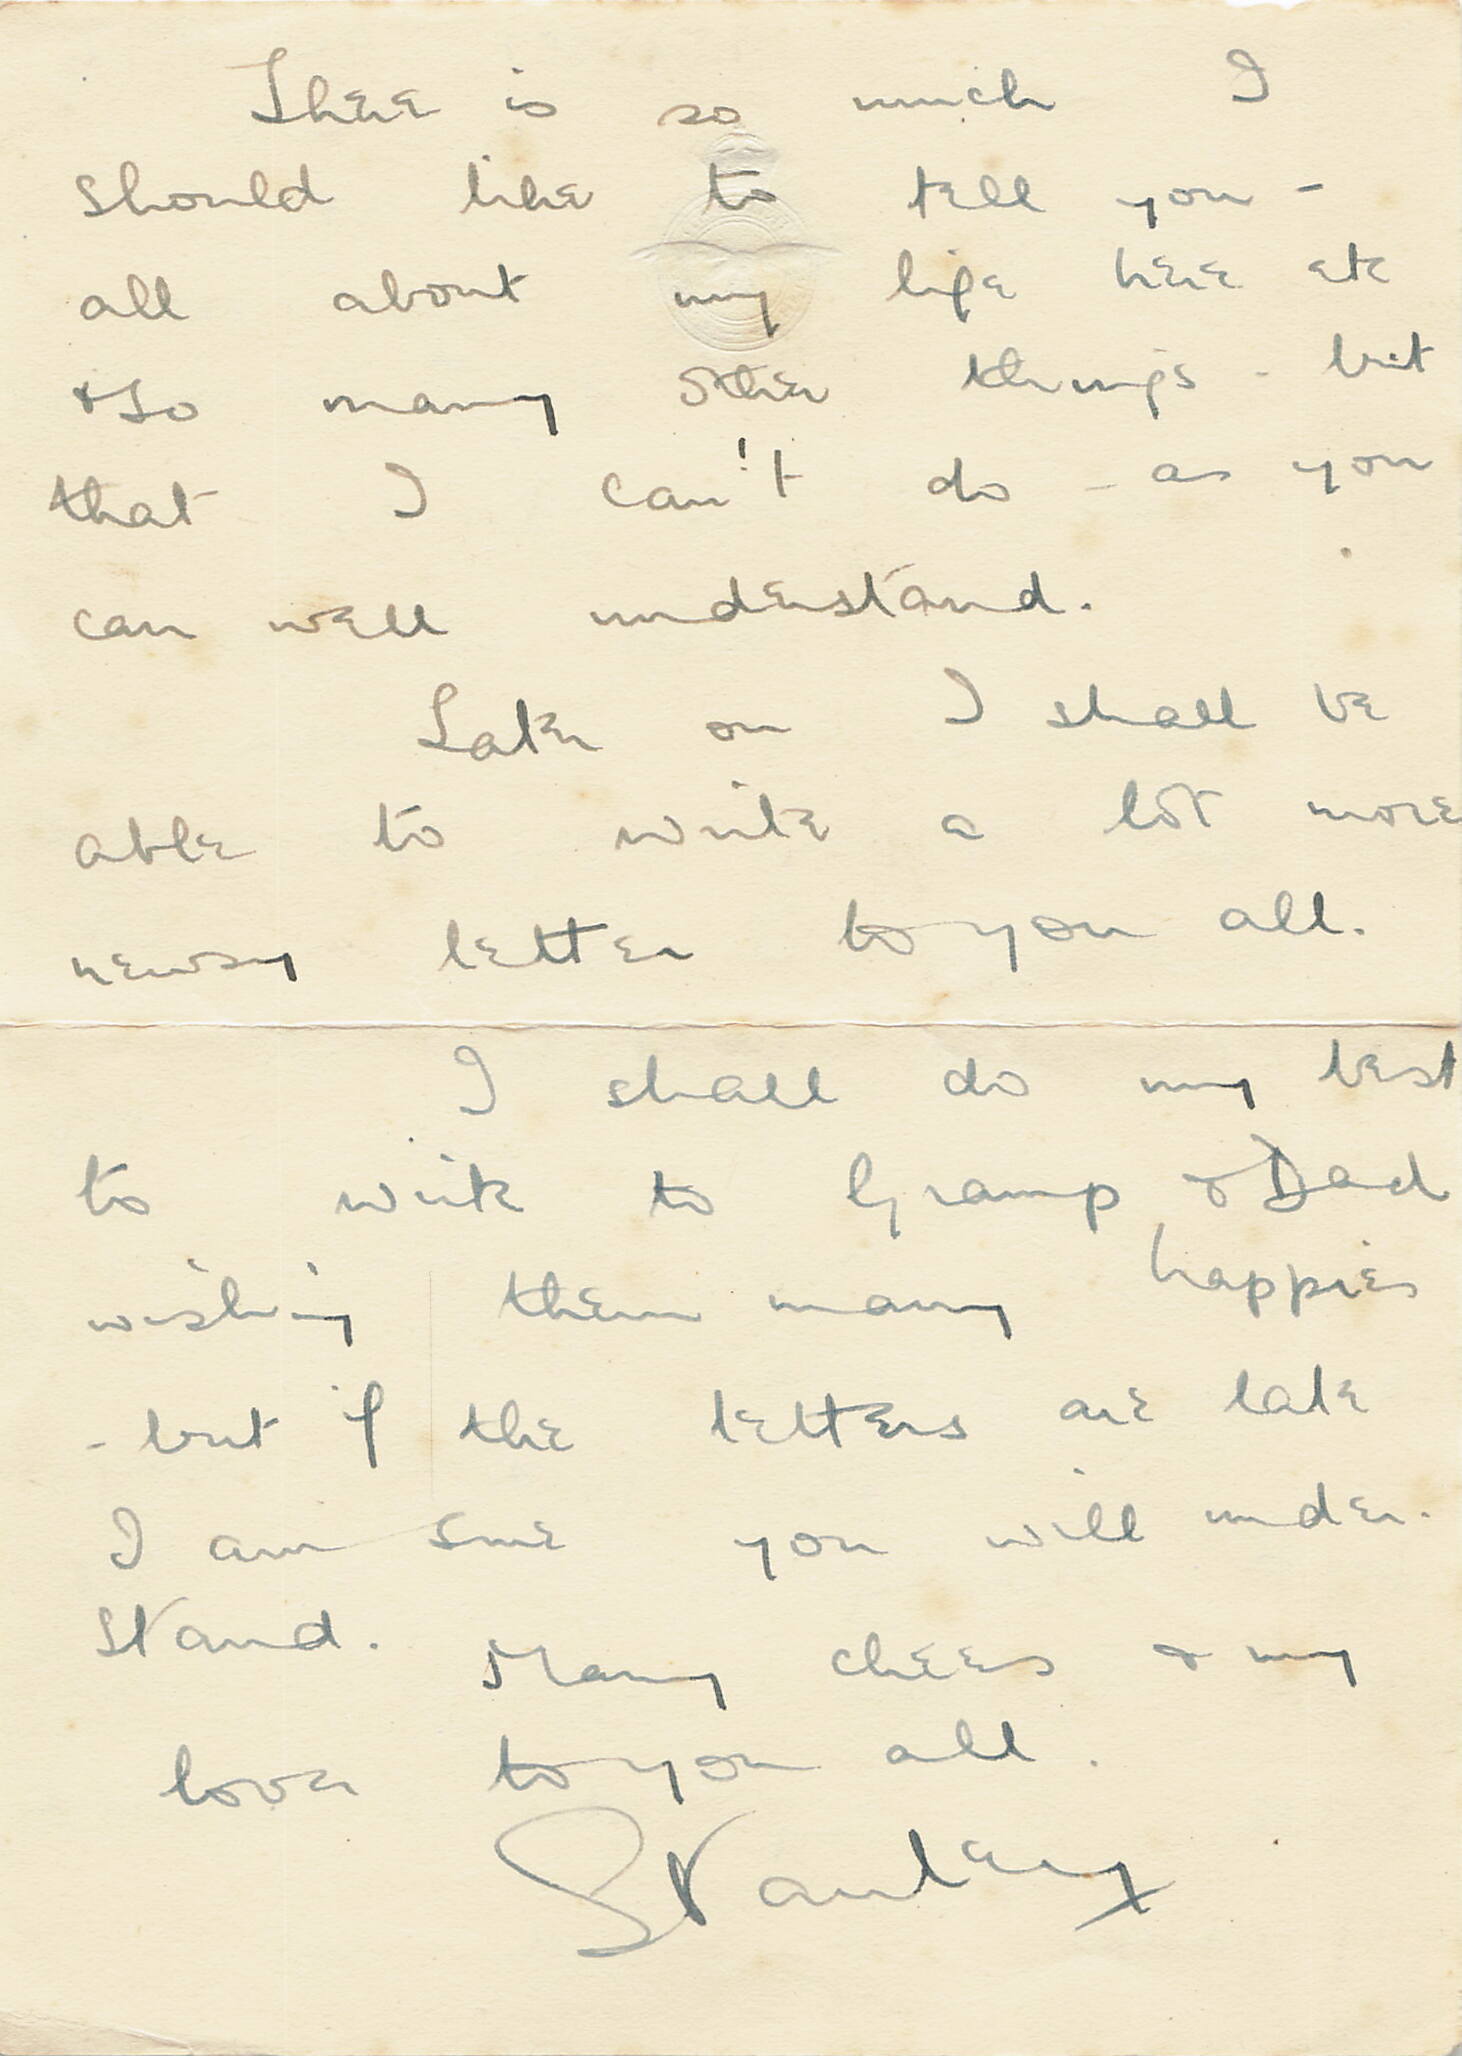 There is so much I
should like to tell you -
all about my life here etc
& so many other things - but
that I can't do - as you
can well understand.
Later on I shall be
able to write a lot more
newsy letter to you all.
I shall do my best
to write to Gramp & Dad
wishing them many happies
- but if the letters are late
I am sure you will under-
stand. Many cheers & my
love to you all.
Stanley